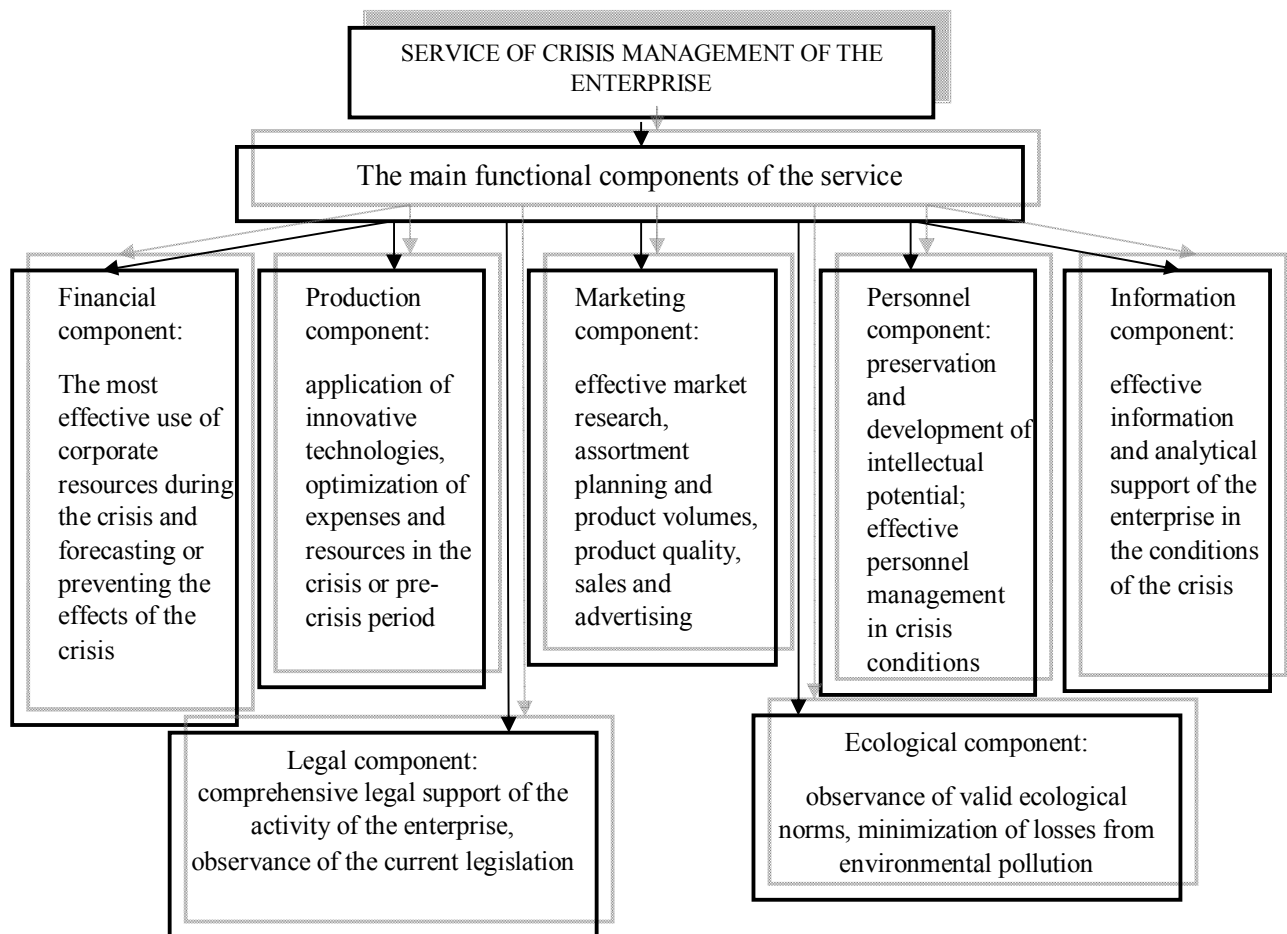 SERVICE OF CRISIS MANAGEMENT OF THE
ENTERPRISE
The main functional components of the service
Financial
component:
The most
effective use of
corporate
resources during
the crisis and
forecasting or
preventing the
effects of the
crisis
Production
component:
application of
innovative
technologies,
optimization of
expenses and
resources in the
crisis or pre-
crisis period
Marketing
component:
effective market
research,
assortment
planning and
product volumes,
product quality,
sales and
advertising
Personnel
component:
preservation
and
development of
intellectual
potential;
effective
personnel
management
in crisis
conditions
Information
component:
effective
information
and analytical
support of the
enterprise in
the conditions
of the crisis
Legal component:
comprehensive legal support of the
activity of the enterprise,
observance of the current legislation
Ecological component:
observance of valid ecological
norms, minimization of losses from
environmental pollution